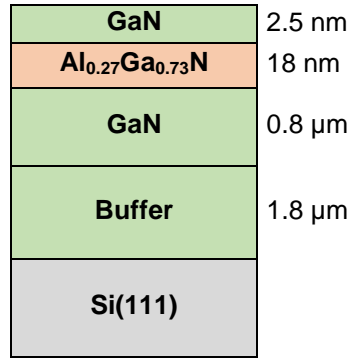 GaN 2.5 nm
Al₀.₂₇Ga₀.₇₃N 18 nm
GaN 0.8 µm
Buffer 1.8 µm
Si(111)